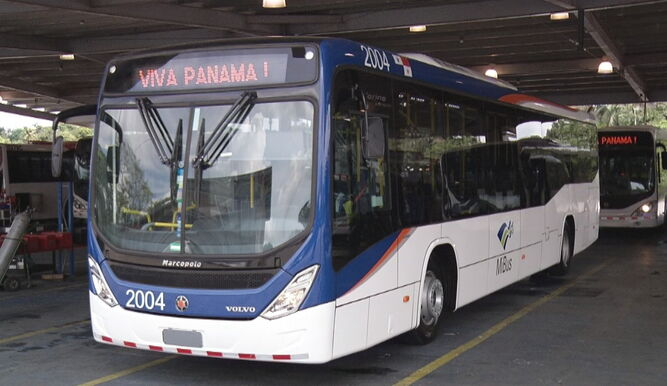 VIVA PANAMA !
2004
Marcopolo
2004
VOLVO
MiBus
PANAMA !